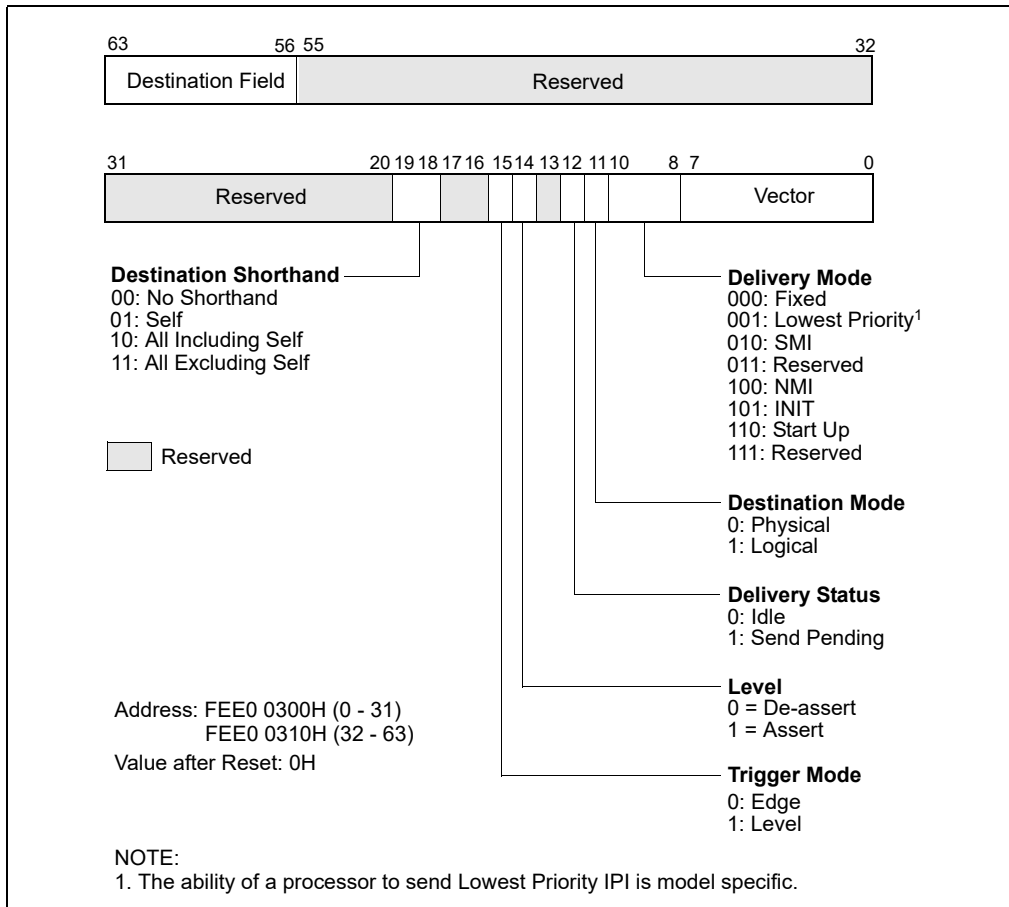 63 56 55 32
Destination Field Reserved
31 20 19 18 17 16 15 14 13 12 11 10 8 7 0
Reserved Vector
Destination Shorthand
00: No Shorthand
01: Self
10: All Including Self
11: All Excluding Self
Reserved
Delivery Mode
000: Fixed
001: Lowest Priority¹
010: SMI
011: Reserved
100: NMI
101: INIT
110: Start Up
111: Reserved
Destination Mode
0: Physical
1: Logical
Delivery Status
0: Idle
1: Send Pending
Level
0 = De-assert
1 = Assert
Trigger Mode
0: Edge
1: Level
Address: FEE0 0300H (0 - 31)
FEE0 0310H (32 - 63)
Value after Reset: 0H
NOTE:
1. The ability of a processor to send Lowest Priority IPI is model specific.